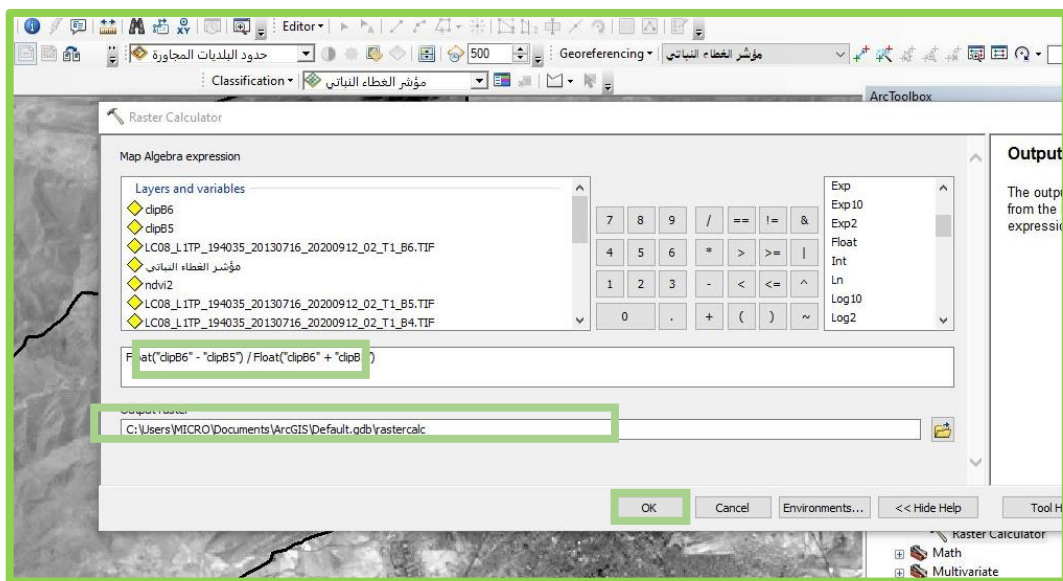 Editor
حدود البلديات المجاورة 500 Georeferencing مؤشر الغطاء النباتي
Classification مؤشر الغطاء النباتي
ArcToolbox
Raster Calculator
Map Algebra expression
Layers and variables
clipB6
clipB5
LC08_L1TP_194035_20130716_20200912_02_T1_B6.TIF
مؤشر الغطاء النباتي
ndvi2
LC08_L1TP_194035_20130716_20200912_02_T1_B5.TIF
LC08_L1TP_194035_20130716_20200912_02_T1_B4.TIF
7 8 9 / == != &
4 5 6 * > >= |
1 2 3 - < <= ^
0 . + ( ) ~
Exp
Exp10
Exp2
Float
Int
Ln
Log10
Log2
at("clipB6" - "clipB5") / Float("clipB6" + "clipB ")
Output raster
C:\Users\MICRO\Documents\ArcGIS\Default.gdb\rastercalc
OK Cancel Environments... << Hide Help Tool H
Output
The outp
from the
expressi
Raster Calculator
Math
Multivariate